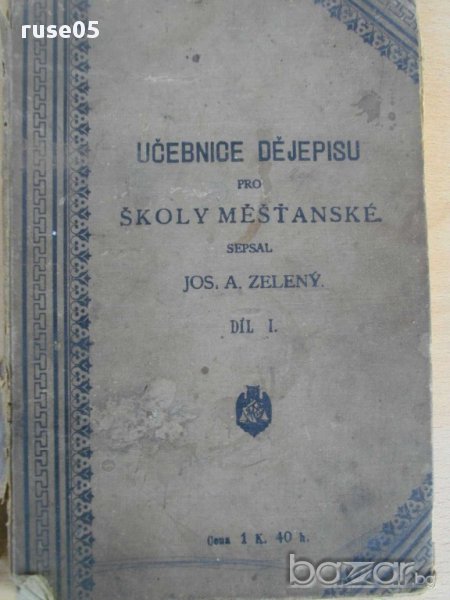 ruse05
UČEBNICE DĚJEPISU
PRO
ŠKOLY MĚŠŤANSKÉ.
SEPSAL
JOS. A. ZELENÝ.
DÍL I.
Cena 1 K. 40 h.
bazar.bg